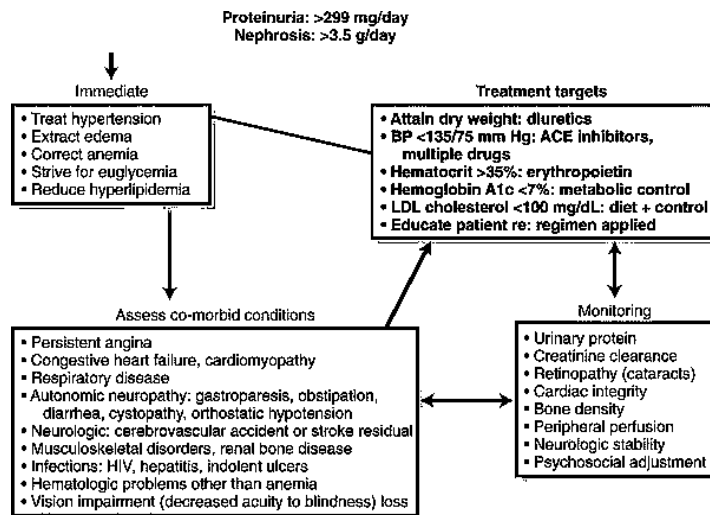 Proteinuria: >299 mg/day
Nephrosis: >3.5 g/day
Immediate
• Treat hypertension
• Extract edema
• Correct anemia
• Strive for euglycemia
• Reduce hyperlipidemia
Treatment targets
• Attain dry weight: diuretics
• BP <135/75 mm Hg: ACE inhibitors,
multiple drugs
• Hematocrit >35%: erythropoietin
• Hemoglobin A1c <7%: metabolic control
• LDL cholesterol <100 mg/dL: diet + control
• Educate patient re: regimen applied
Assess co-morbid conditions
• Persistent angina
• Congestive heart failure, cardiomyopathy
• Respiratory disease
• Autonomic neuropathy: gastroparesis, obstipation,
diarrhea, cystopathy, orthostatic hypotension
• Neurologic: cerebrovascular accident or stroke residual
• Musculoskeletal disorders, renal bone disease
• Infections: HIV, hepatitis, indolent ulcers
• Hematologic problems other than anemia
• Vision impairment (decreased acuity to blindness) loss
Monitoring
• Urinary protein
• Creatinine clearance
• Retinopathy (cataracts)
• Cardiac integrity
• Bone density
• Peripheral perfusion
• Neurologic stability
• Psychosocial adjustment